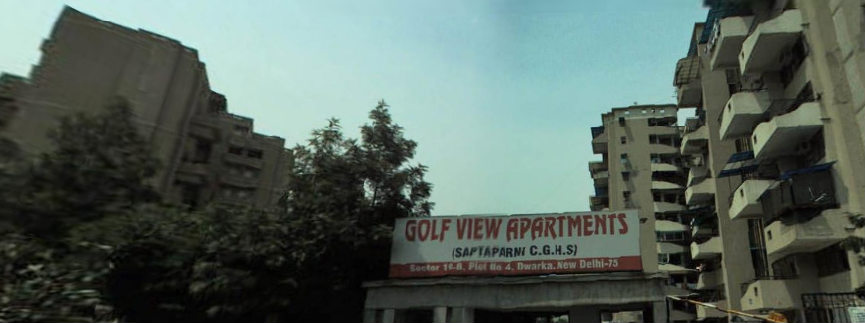 GOLF VIEW APARTMENTS
(SAPTAPARNI C.G.H.S)
Sector 19-B, Plot No 4, Dwarka, New Delhi-75